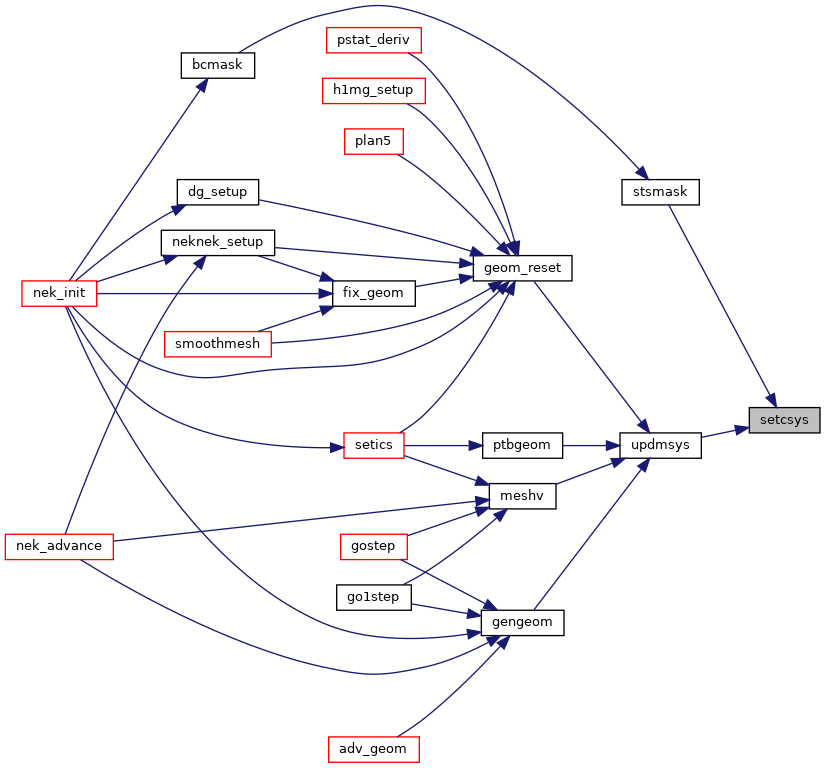 pstat_deriv
bcmask
h1mg_setup
plan5
dg_setup
stsmask
neknek_setup
geom_reset
nek_init
fix_geom
smoothmesh
setcsys
setics
ptbgeom
updmsys
meshv
nek_advance
gostep
go1step
gengeom
adv_geom